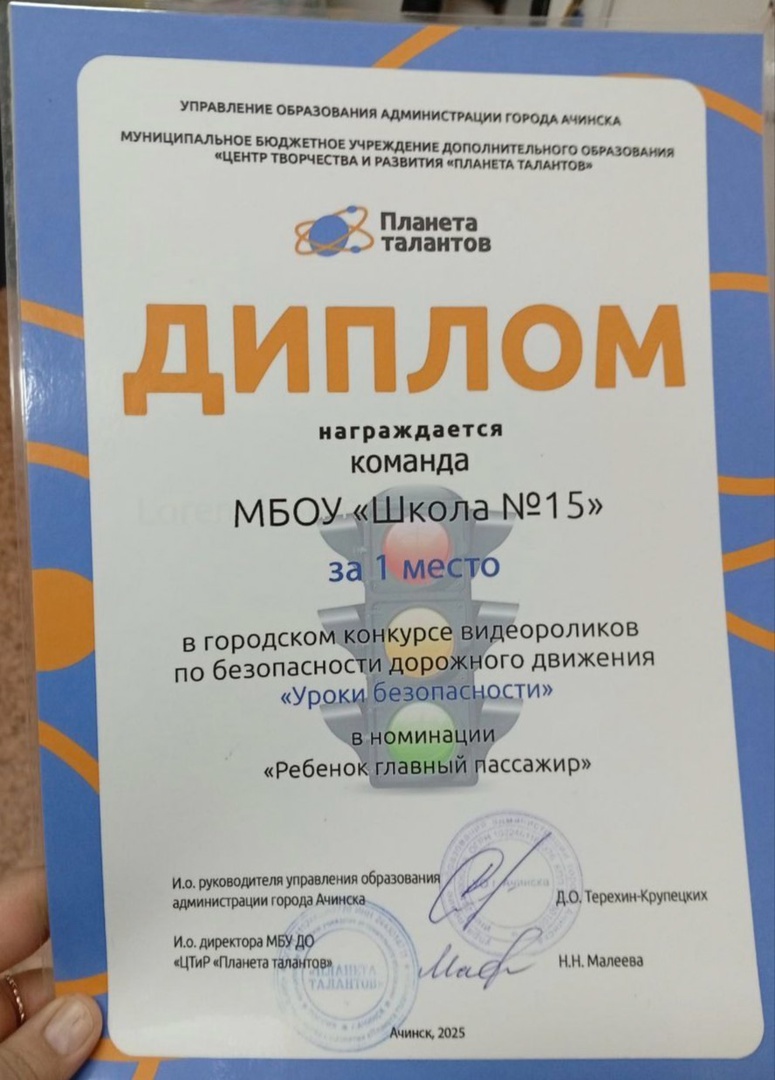 УПРАВЛЕНИЕ ОБРАЗОВАНИЯ АДМИНИСТРАЦИИ ГОРОДА АЧИНСКА
МУНИЦИПАЛЬНОЕ БЮДЖЕТНОЕ УЧРЕЖДЕНИЕ ДОПОЛНИТЕЛЬНОГО ОБРАЗОВАНИЯ
«ЦЕНТР ТВОРЧЕСТВА И РАЗВИТИЯ «ПЛАНЕТА ТАЛАНТОВ»
Планета
талантов
ДИПЛОМ
награждается
команда
МБОУ «Школа №15»
за 1 место
в городском конкурсе видеороликов
по безопасности дорожного движения
«Уроки безопасности»
в номинации
«Ребенок главный пассажир»
И.о. руководителя управления образования
администрации города Ачинска
Д.О. Терехин-Крупецких
И.о. директора МБУ ДО
«ЦТиР «Планета талантов»
Н.Н. Малеева
«ПЛАНЕТА
ТАЛАНТОВ»
Ачинск, 2025